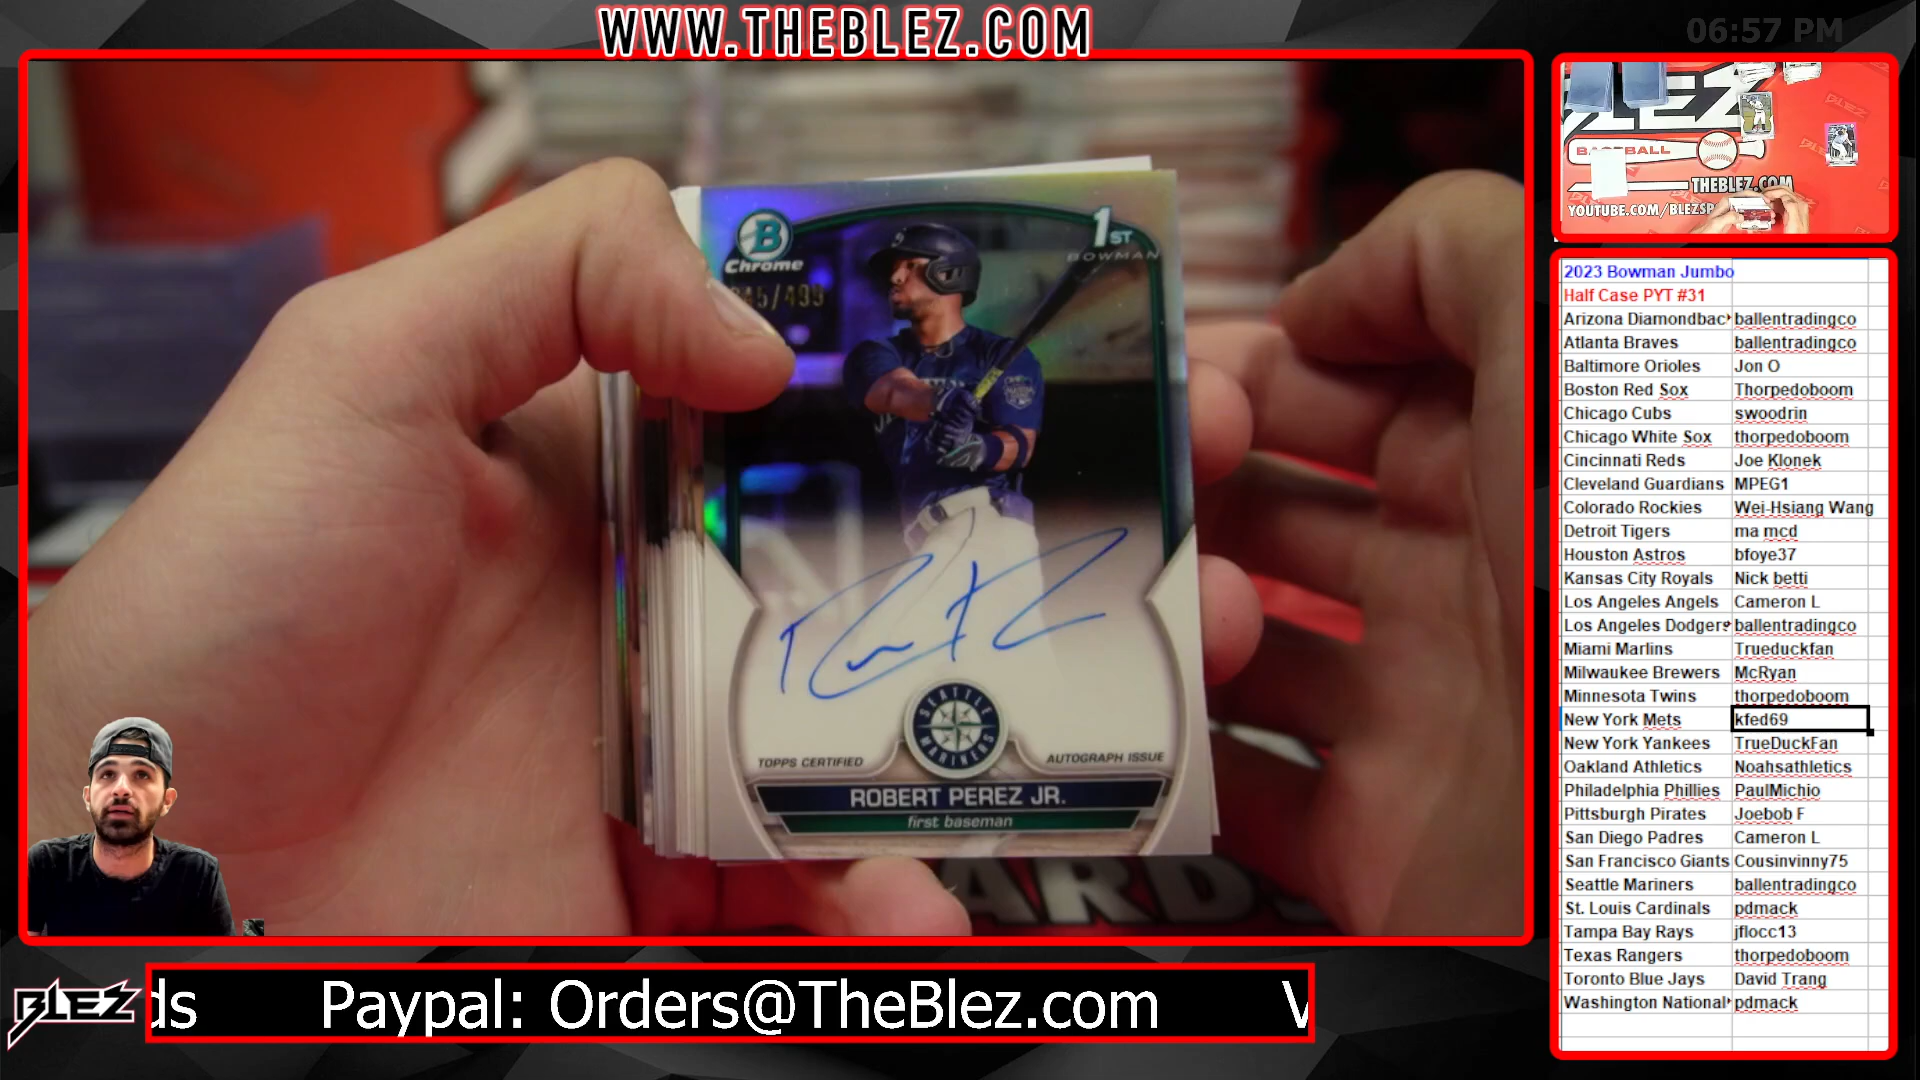 WWW.THEBLEZ.COM
06:57 PM
B
Chrome
1ST
BOWMAN
/499
SEATTLE
MARINERS
TOPPS CERTIFIED
AUTOGRAPH ISSUE
ROBERT PEREZ JR.
first baseman
ARDS
BLEZ
ds Paypal: Orders@TheBlez.com V
BLEZ
BASEBALL
THEBLEZ.COM
YOUTUBE.COM/BLEZSP
2023 Bowman Jumbo
Half Case PYT #31
Arizona Diamondbac ballentradingco
Atlanta Braves ballentradingco
Baltimore Orioles Jon O
Boston Red Sox Thorpedoboom
Chicago Cubs swoodrin
Chicago White Sox thorpedoboom
Cincinnati Reds Joe Klonek
Cleveland Guardians MPEG1
Colorado Rockies Wei-Hsiang Wang
Detroit Tigers ma mcd
Houston Astros bfoye37
Kansas City Royals Nick betti
Los Angeles Angels Cameron L
Los Angeles Dodgers ballentradingco
Miami Marlins Trueduckfan
Milwaukee Brewers McRyan
Minnesota Twins thorpedoboom
New York Mets kfed69
New York Yankees TrueDuckFan
Oakland Athletics Noahsathletics
Philadelphia Phillies PaulMichio
Pittsburgh Pirates Joebob F
San Diego Padres Cameron L
San Francisco Giants Cousinvinny75
Seattle Mariners ballentradingco
St. Louis Cardinals pdmack
Tampa Bay Rays jflocc13
Texas Rangers thorpedoboom
Toronto Blue Jays David Trang
Washington National pdmack